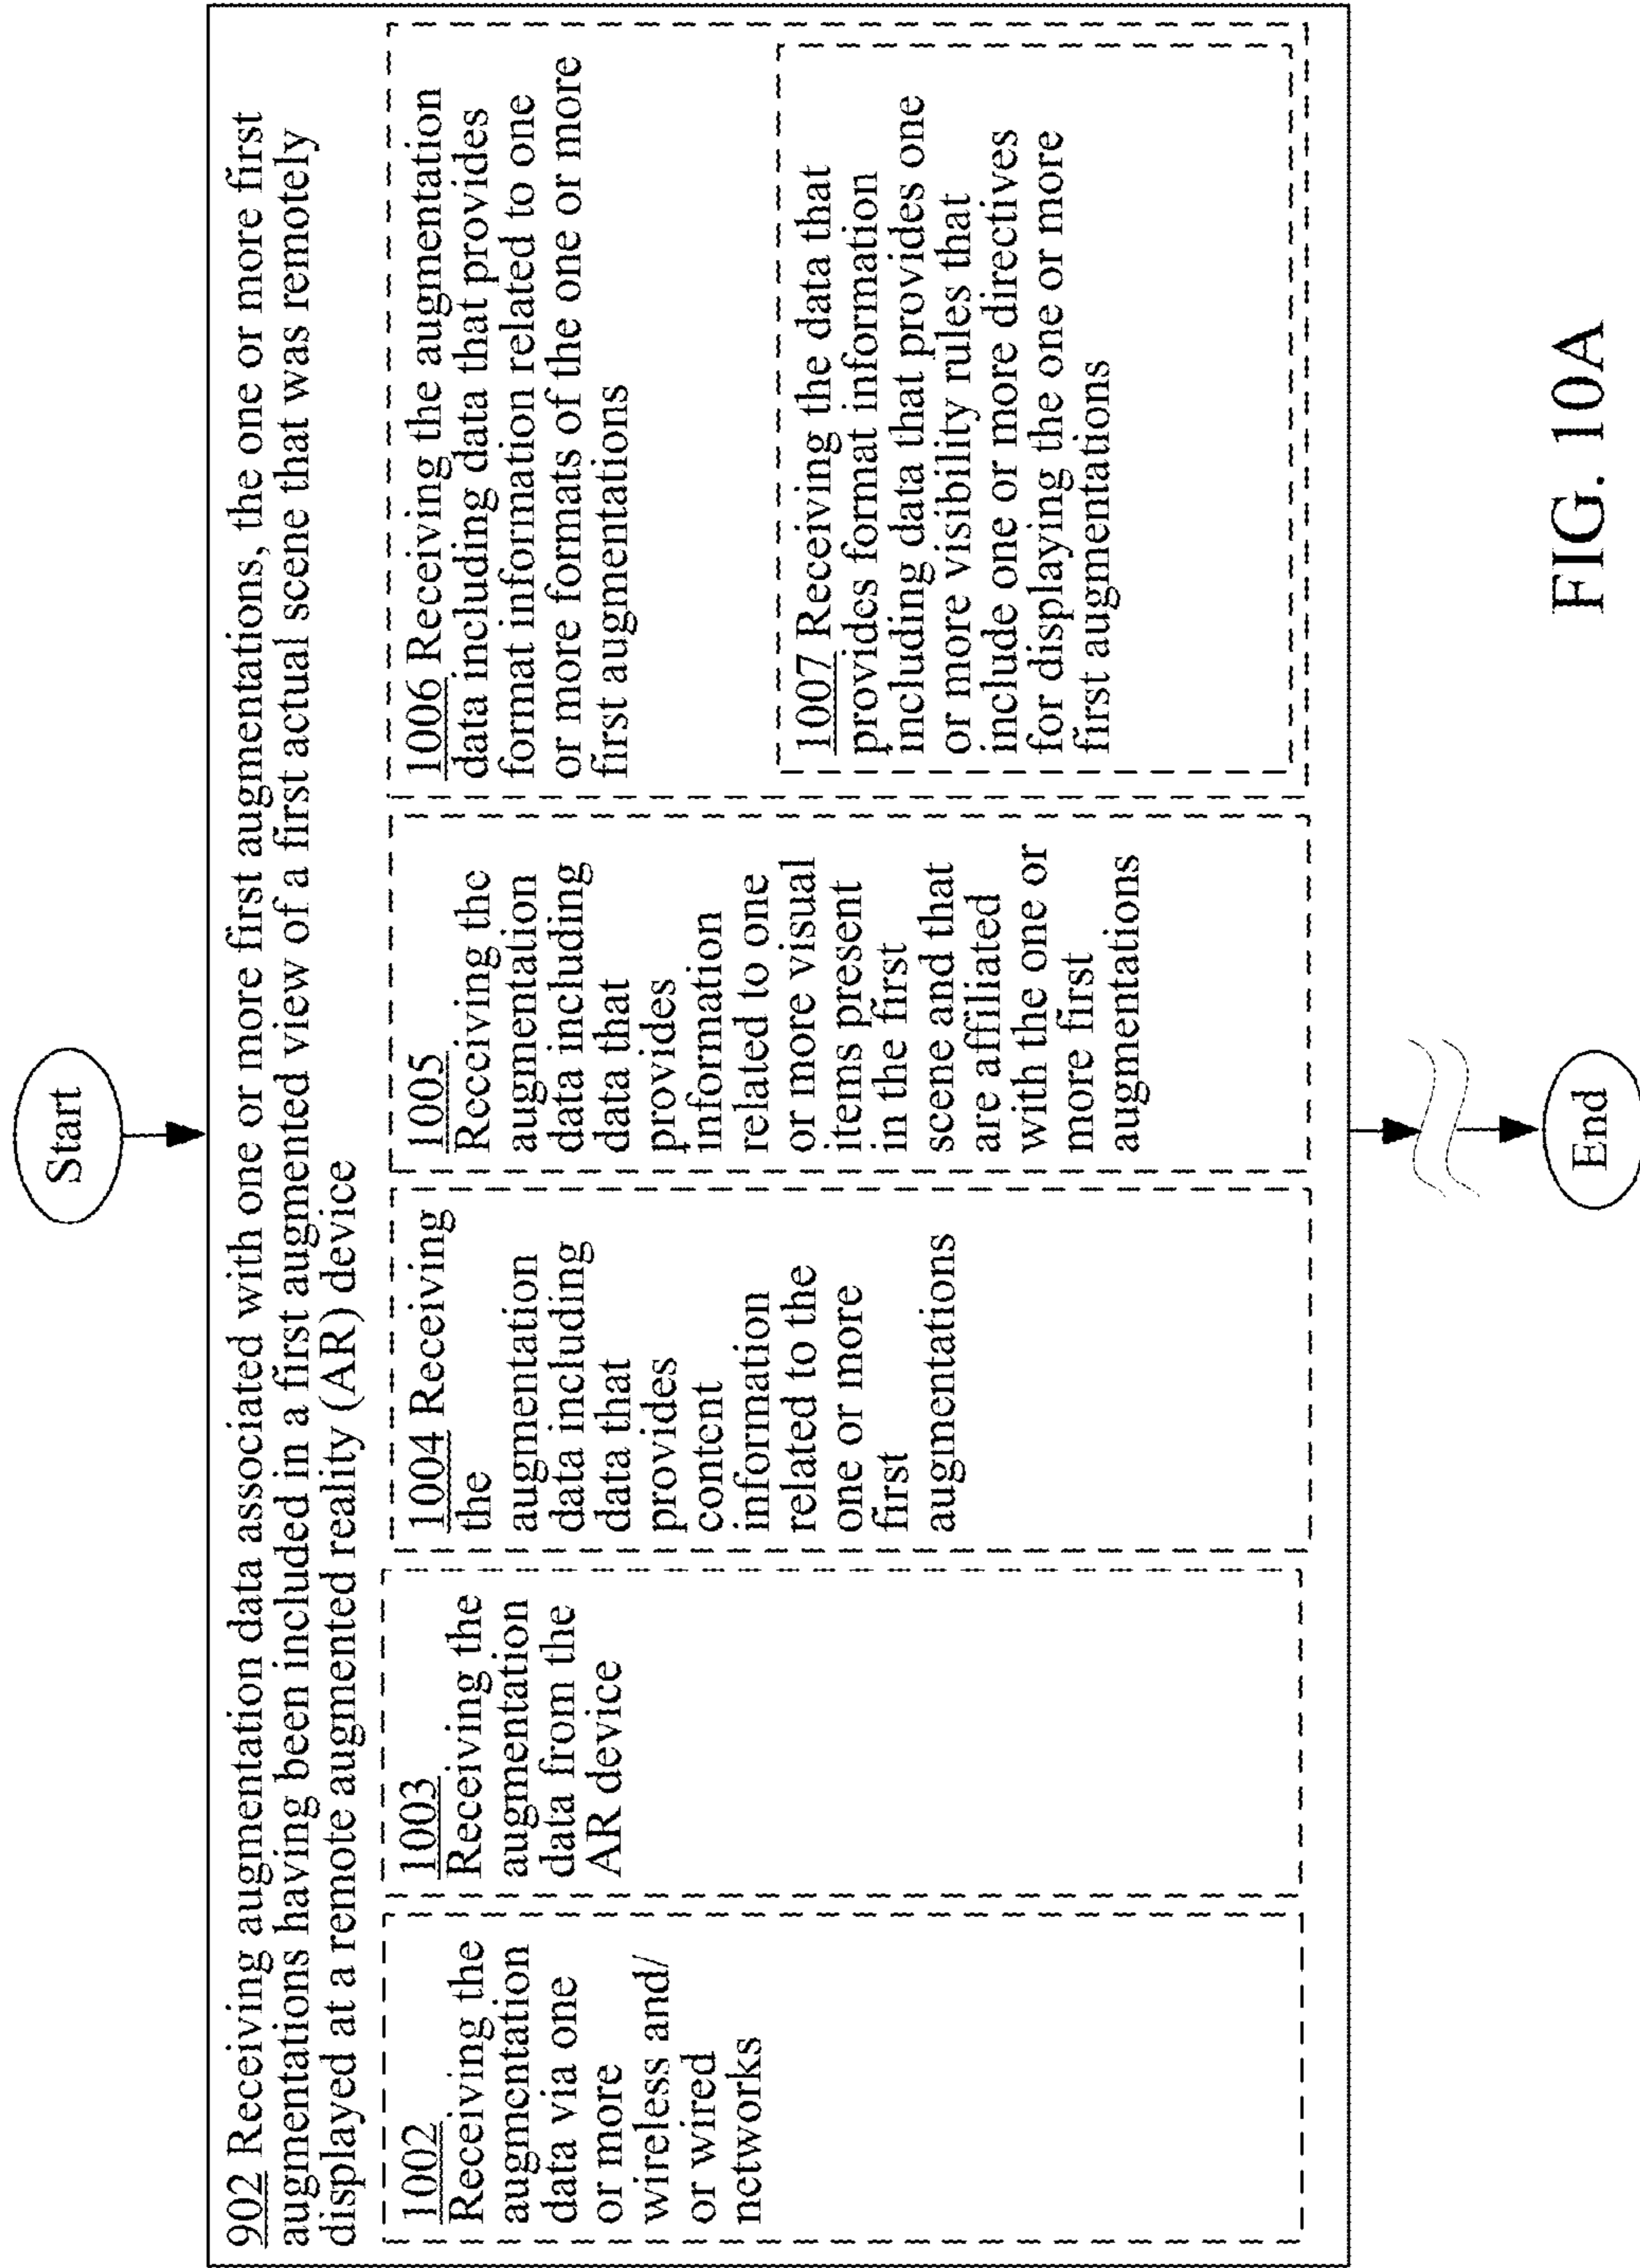 Start
902 Receiving augmentation data associated with one or more first augmentations, the one or more first
augmentations having been included in a first augmented view of a first actual scene that was remotely
displayed at a remote augmented reality (AR) device
1002
Receiving the
augmentation
data via one
or more
wireless and/
or wired
networks
1003
Receiving the
augmentation
data from the
AR device
1004 Receiving
the
augmentation
data including
data that
provides
content
information
related to the
one or more
first
augmentations
1005
Receiving the
augmentation
data including
data that
provides
information
related to one
or more visual
items present
in the first
scene and that
are affiliated
with the one or
more first
augmentations
1006 Receiving the augmentation
data including data that provides
format information related to one
or more formats of the one or more
first augmentations
1007 Receiving the data that
provides format information
including data that provides one
or more visibility rules that
include one or more directives
for displaying the one or more
first augmentations
End
FIG. 10A